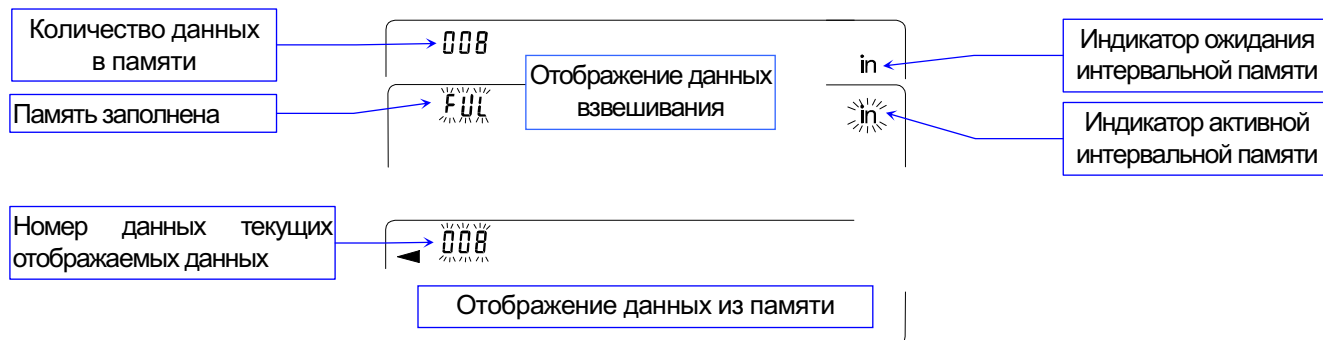 Количество данных
в памяти
008
Отображение данных
взвешивания
in
Индикатор ожидания
интервальной памяти
Память заполнена
FUL
in
Индикатор активной
интервальной памяти
Номер данных текущих
отображаемых данных
008
Отображение данных из памяти